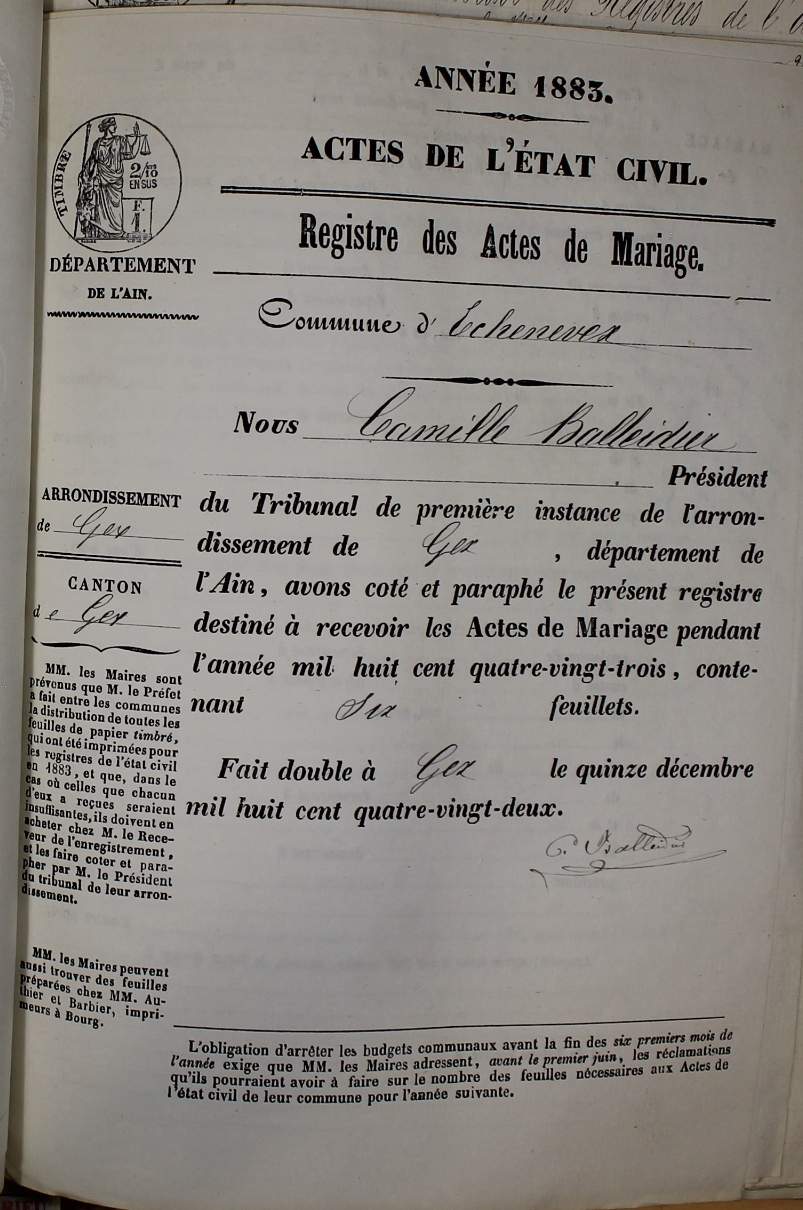 des Registres de l'
ANNÉE 1883.
ACTES DE L'ÉTAT CIVIL.
TIMBRE
2/10
EN SUS
F.
1.
DÉPARTEMENT
DE L'AIN.
Registre des Actes de Mariage.
Commune d'Echenevex
Nous Camille Balleidier
Président
du Tribunal de première instance de l'arron-
dissement de Gex, département de
l'Ain, avons coté et paraphé le présent registre
destiné à recevoir les Actes de Mariage pendant
l'année mil huit cent quatre-vingt-trois, conte-
nant Six feuillets.
Fait double à Gex le quinze décembre
mil huit cent quatre-vingt-deux.
C. Balleidier
ARRONDISSEMENT
de Gex
CANTON
de Gex
MM. les Maires sont
prévenus que M. le Préfet
a fait entre les communes
la distribution de toutes les
feuilles de papier timbré,
qui ont été imprimées pour
les registres de l'état civil
en 1883, et que, dans le
cas où celles que chacun
d'eux a reçues seraient
insuffisantes, ils doivent en
acheter chez M. le Rece-
veur de l'enregistrement,
et les faire coter et para-
pher par M. le Président
du tribunal de leur arron-
dissement.
MM. les Maires peuvent
aussi trouver des feuilles
préparées chez MM. Au-
thier et Barbier, impri-
meurs à Bourg.
L'obligation d'arrêter les budgets communaux avant la fin des six premiers mois de
l'année exige que MM. les Maires adressent, avant le premier juin, les réclamations
qu'ils pourraient avoir à faire sur le nombre des feuilles nécessaires aux Actes de
l'état civil de leur commune pour l'année suivante.